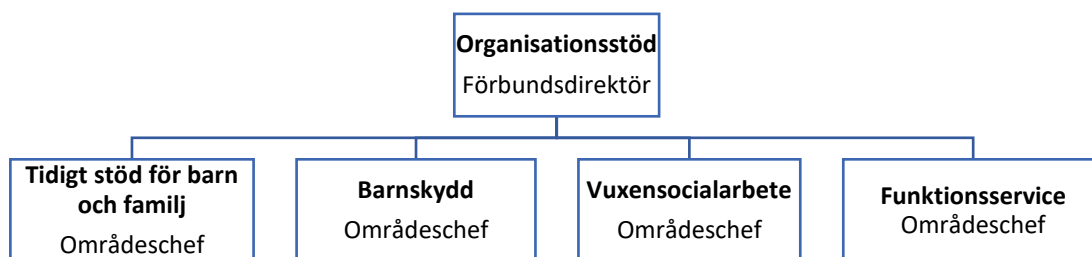 Organisationsstöd
Förbundsdirektör
Tidigt stöd för barn
och familj
Områdeschef
Barnskydd
Områdeschef
Vuxensocialarbete
Områdeschef
Funktionsservice
Områdeschef